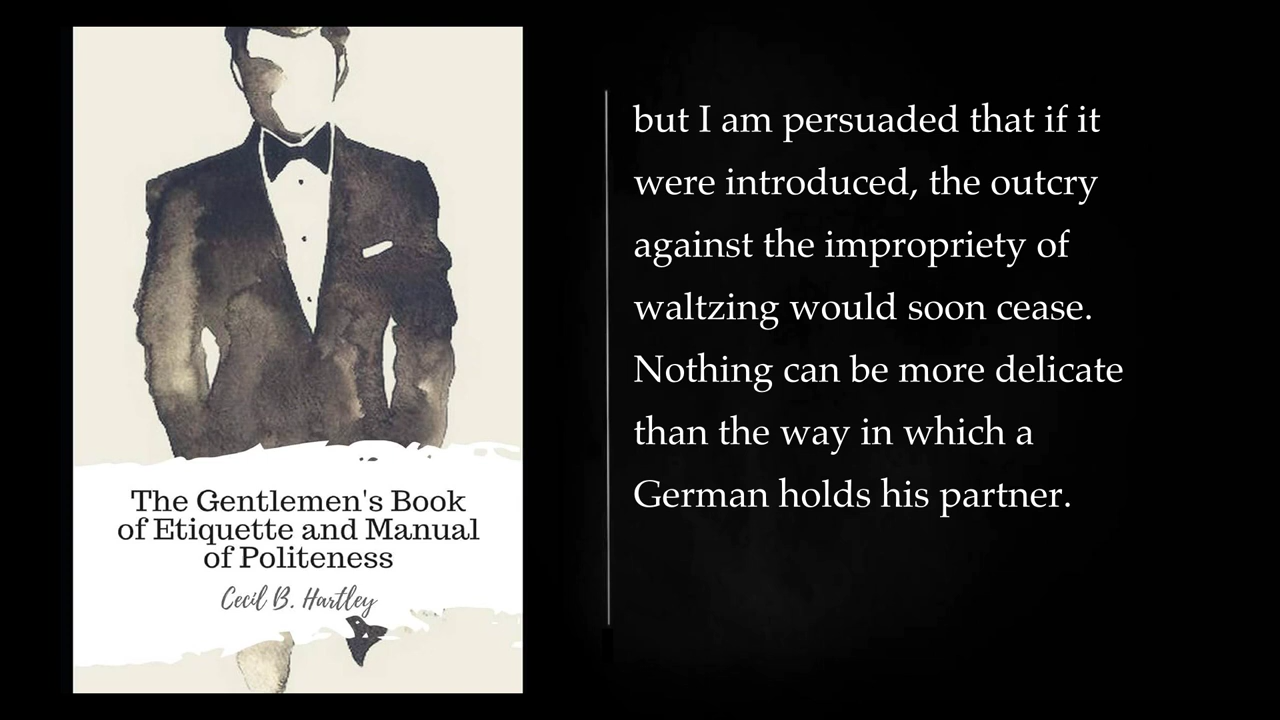 The Gentlemen's Book
of Etiquette and Manual
of Politeness
Cecil B. Hartley
but I am persuaded that if it
were introduced, the outcry
against the impropriety of
waltzing would soon cease.
Nothing can be more delicate
than the way in which a
German holds his partner.